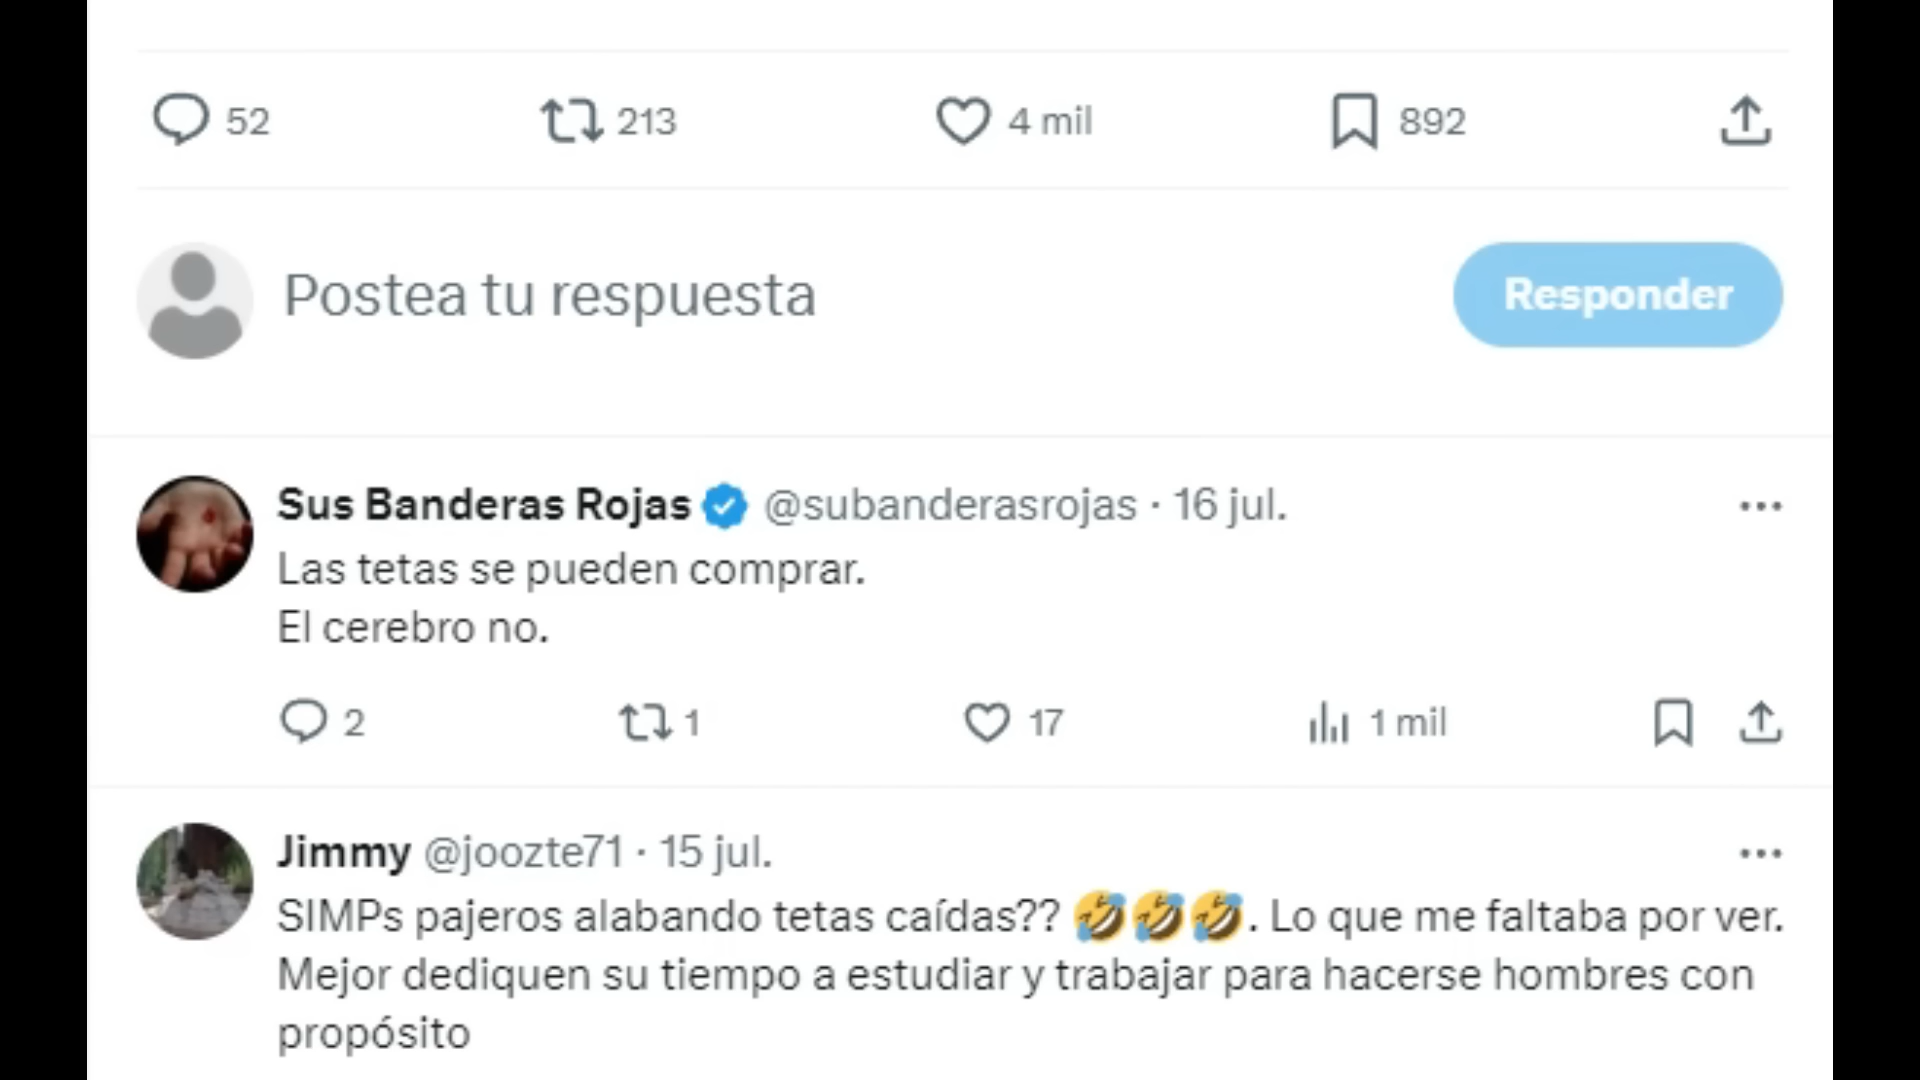 52 213 4 mil 892
Postea tu respuesta Responder
Sus Banderas Rojas @subanderasrojas · 16 jul.
Las tetas se pueden comprar.
El cerebro no.
2 1 17 1 mil
Jimmy @joozte71 · 15 jul.
SIMPs pajeros alabando tetas caídas?? 🤣🤣🤣. Lo que me faltaba por ver.
Mejor dediquen su tiempo a estudiar y trabajar para hacerse hombres con
propósito